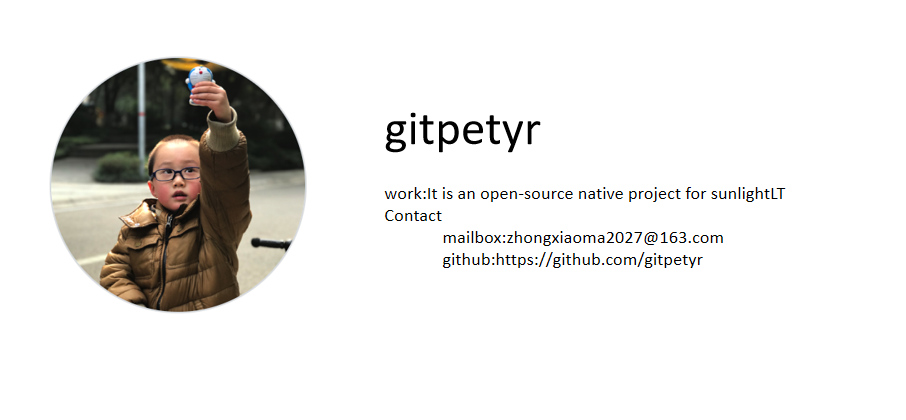 gitpetyr
work:It is an open-source native project for sunlightLT
Contact
mailbox:zhongxiaoma2027@163.com
github:https://github.com/gitpetyr